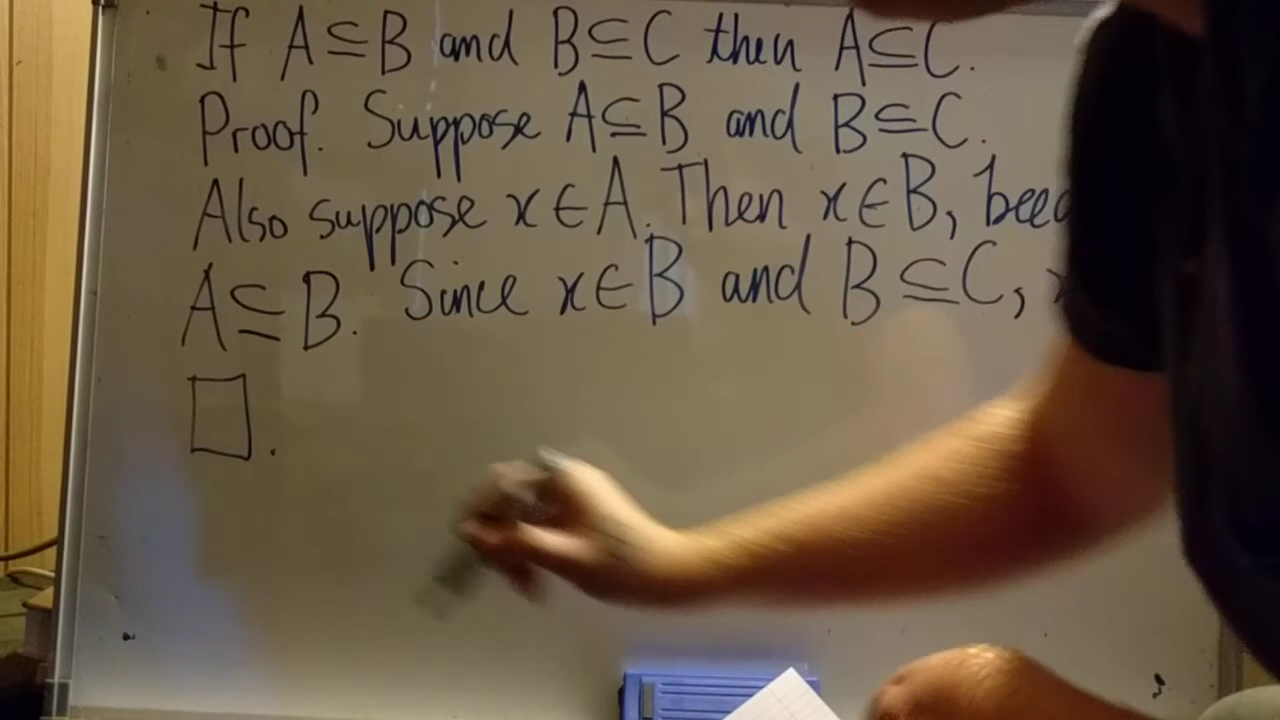 If A ⊆ B and B ⊆ C then A ⊆ C.
Proof. Suppose A ⊆ B and B ⊆ C.
Also suppose x ∈ A. Then x ∈ B,
A ⊆ B. Since x ∈ B and B ⊆ C, x
□.